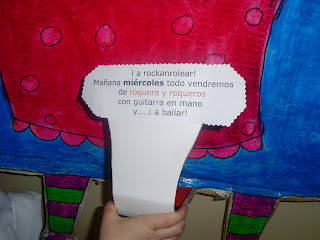 ¡ a rockanrolear!
Mañana miércoles todo vendremos
de roquera y roqueros
con guitarra en mano
y....¡ a bailar!